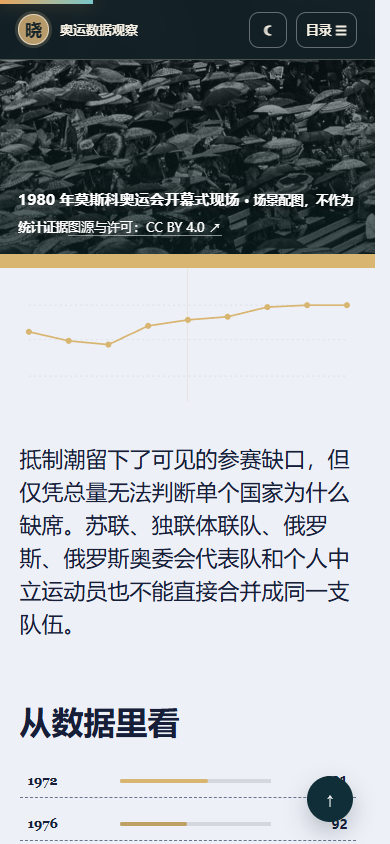 晓 奥运数据观察
目录
1980 年莫斯科奥运会开幕式现场 · 场景配图，不作为
统计证据图源与许可：CC BY 4.0 ↗
抵制潮留下了可见的参赛缺口，但
仅凭总量无法判断单个国家为什么
缺席。苏联、独联体联队、俄罗
斯、俄罗斯奥委会代表队和个人中
立运动员也不能直接合并成同一支
队伍。
从数据里看
1972
↑
1976 92